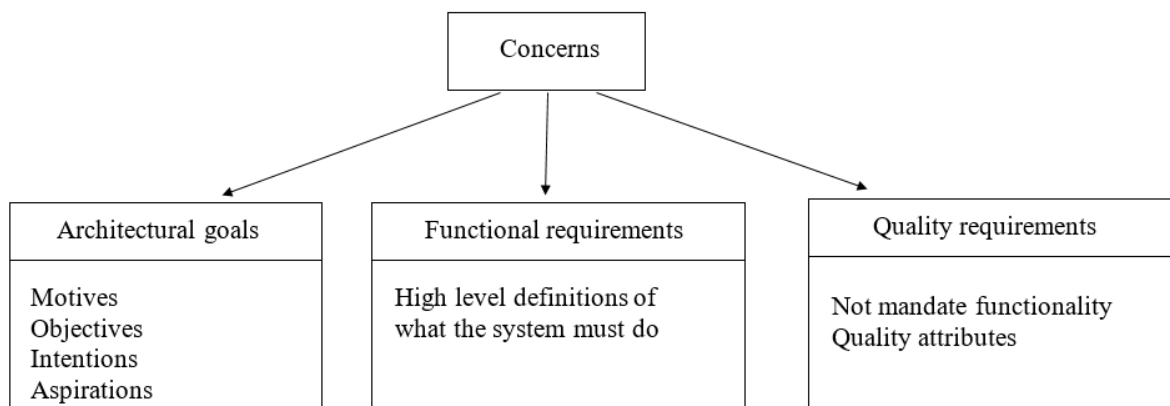 Concerns
Architectural goals
Motives
Objectives
Intentions
Aspirations
Functional requirements
High level definitions of
what the system must do
Quality requirements
Not mandate functionality
Quality attributes